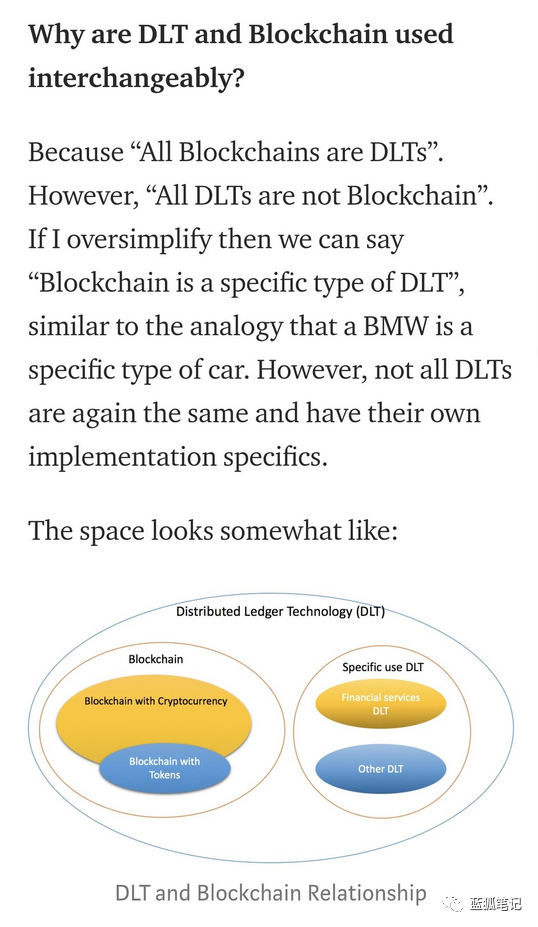 Why are DLT and Blockchain used
interchangeably?
Because “All Blockchains are DLTs”.
However, “All DLTs are not Blockchain”.
If I oversimplify then we can say
“Blockchain is a specific type of DLT”,
similar to the analogy that a BMW is a
specific type of car. However, not all DLTs
are again the same and have their own
implementation specifics.
The space looks somewhat like:
Distributed Ledger Technology (DLT)
Blockchain
Blockchain with Cryptocurrency
Blockchain with
Tokens
Specific use DLT
Financial services
DLT
Other DLT
DLT and Blockchain Relationship
蓝狐笔记